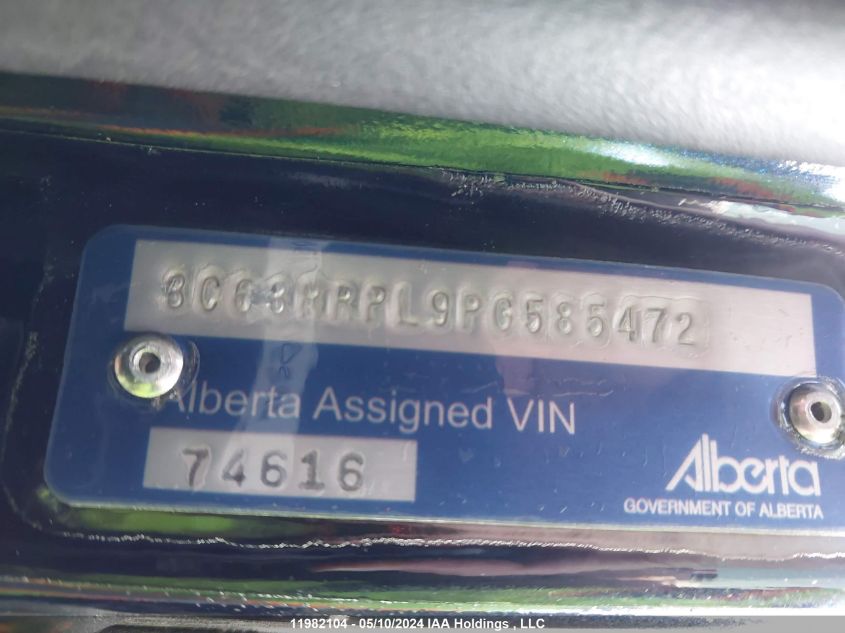 3C63RRPL9PG585472
Alberta Assigned VIN
74616
Alberta
GOVERNMENT OF ALBERTA
11982104 - 05/10/2024 IAA Holdings , LLC